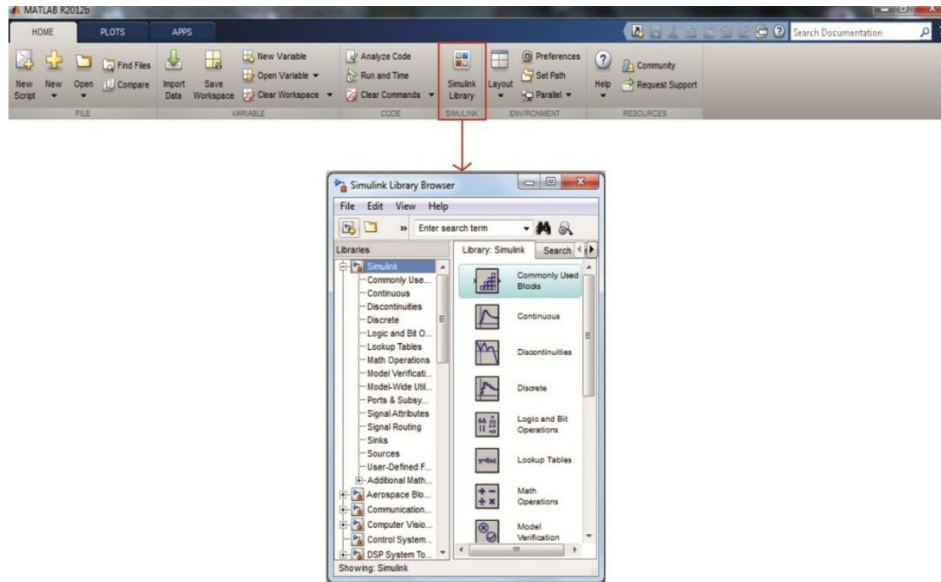 MATLAB R2012b
HOME PLOTS APPS
Search Documentation
New Script
New
Open
Find Files
Compare
Import Data
Save Workspace
New Variable
Open Variable
Clear Workspace
Analyze Code
Run and Time
Clear Commands
Simulink Library
Layout
Preferences
Set Path
Parallel
Help
Community
Request Support
FILE VARIABLE CODE SIMULINK ENVIRONMENT RESOURCES
Simulink Library Browser
File Edit View Help
» Enter search term
Libraries
Simulink
Commonly Use...
Continuous
Discontinuities
Discrete
Logic and Bit O...
Lookup Tables
Math Operations
Model Verificati...
Model-Wide Util...
Ports & Subsy...
Signal Attributes
Signal Routing
Sinks
Sources
User-Defined F...
Additional Math...
Aerospace Blo...
Communication...
Computer Visio...
Control System...
DSP System To...
Library: Simulink Search
Commonly Used
Blocks
Continuous
Discontinuities
Discrete
Logic and Bit
Operations
y=f(u)
Lookup Tables
Math
Operations
Model
Verification
Showing: Simulink